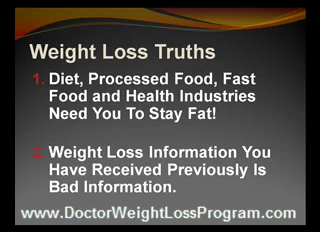 Weight Loss Truths
1. Diet, Processed Food, Fast
Food and Health Industries
Need You To Stay Fat!
2. Weight Loss Information You
Have Received Previously Is
Bad Information.
www.DoctorWeightLossProgram.com